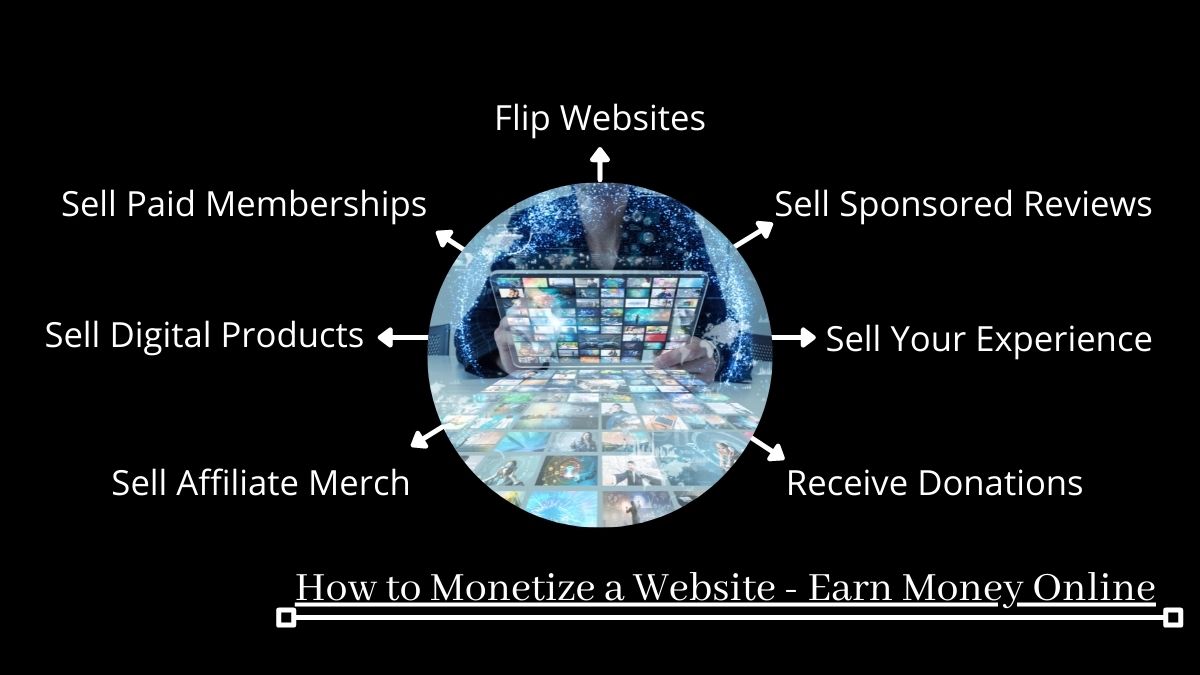 Flip Websites
Sell Paid Memberships
Sell Sponsored Reviews
Sell Digital Products
Sell Your Experience
Sell Affiliate Merch
Receive Donations
How to Monetize a Website - Earn Money Online